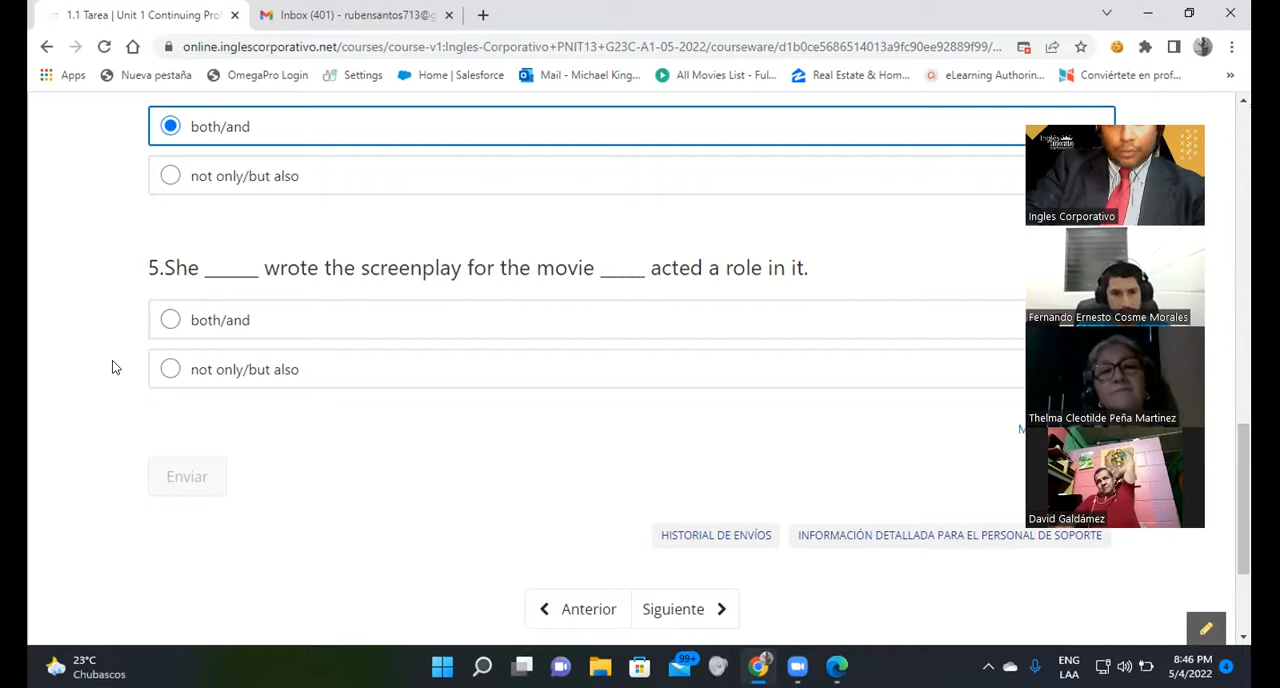 1.1 Tarea | Unit 1 Continuing Pro
Inbox (401) - rubensantos713@g
online.inglescorporativo.net/courses/course-v1:Ingles-Corporativo+PNIT13+G23C-A1-05-2022/courseware/d1b0ce5686514013a9fc90ee92889f99/...
Apps
Nueva pestaña
OmegaPro Login
Settings
Home | Salesforce
Mail - Michael King...
All Movies List - Ful...
Real Estate & Hom...
eLearning Authorin...
Conviértete en prof...
both/and
not only/but also
Inglés Corporativo
Ingles Corporativo
5.She ______ wrote the screenplay for the movie _____ acted a role in it.
Fernando Ernesto Cosme Morales
both/and
not only/but also
Thelma Cleotilde Peña Martinez
M
Enviar
David Galdámez
HISTORIAL DE ENVÍOS
INFORMACIÓN DETALLADA PARA EL PERSONAL DE SOPORTE
Anterior
Siguiente
23°C
Chubascos
99+
ENG
LAA
8:46 PM
5/4/2022
4